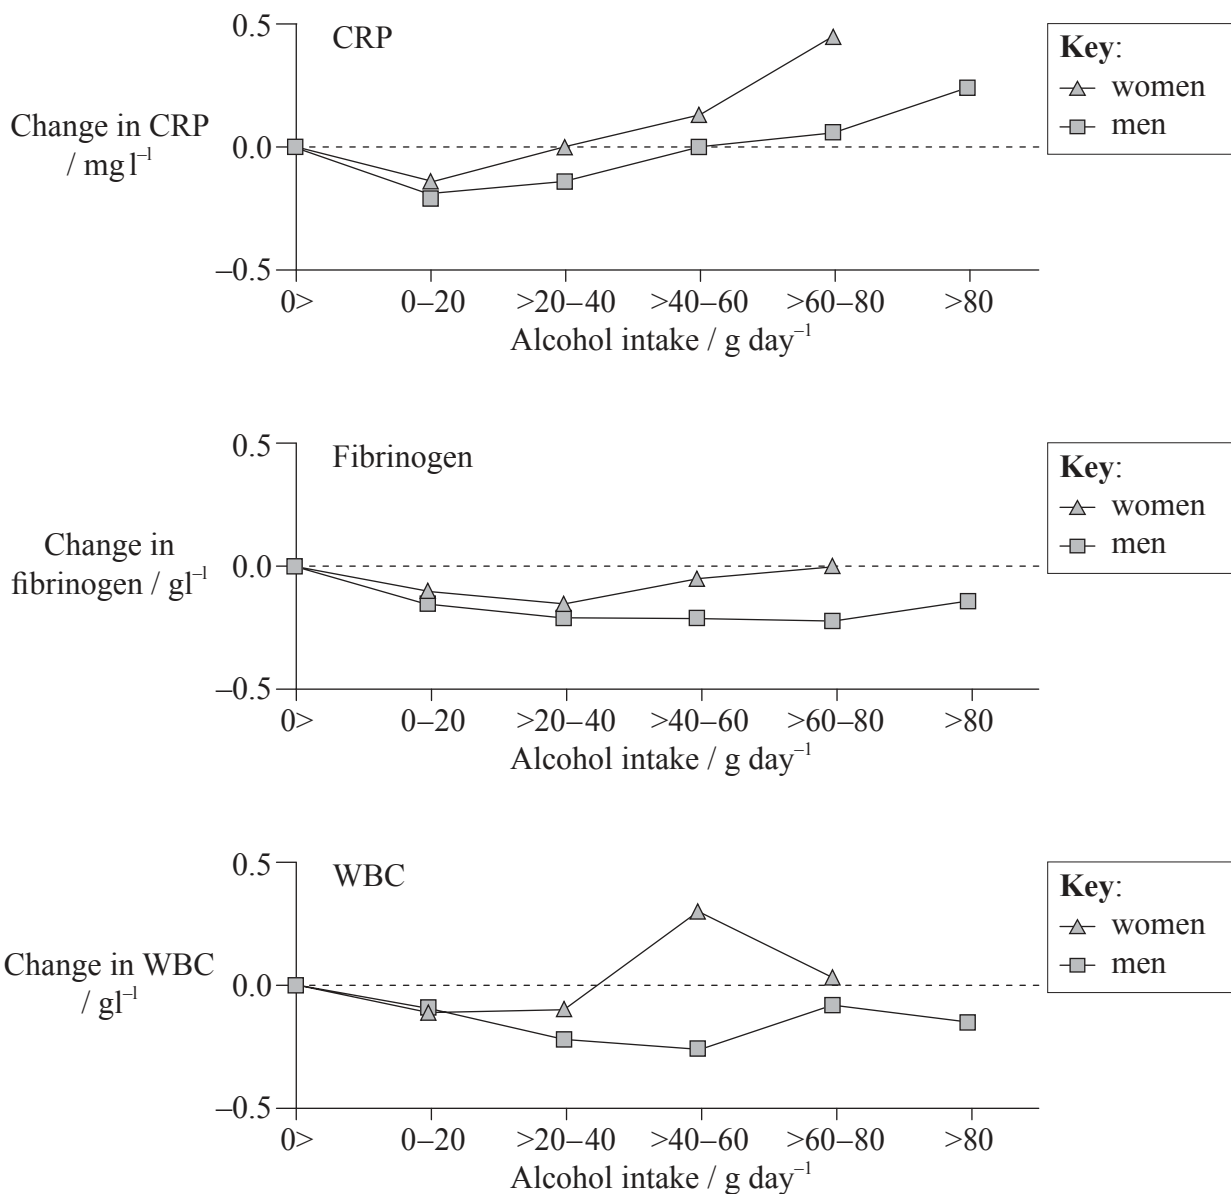 0.5
CRP
Key:
women
men
Change in CRP
/ mg l⁻¹
0.0
–0.5
0> 0–20 >20–40 >40–60 >60–80 >80
Alcohol intake / g day⁻¹
0.5
Fibrinogen
Key:
women
men
Change in
fibrinogen / gl⁻¹
0.0
–0.5
0> 0–20 >20–40 >40–60 >60–80 >80
Alcohol intake / g day⁻¹
0.5
WBC
Key:
women
men
Change in WBC
/ gl⁻¹
0.0
–0.5
0> 0–20 >20–40 >40–60 >60–80 >80
Alcohol intake / g day⁻¹